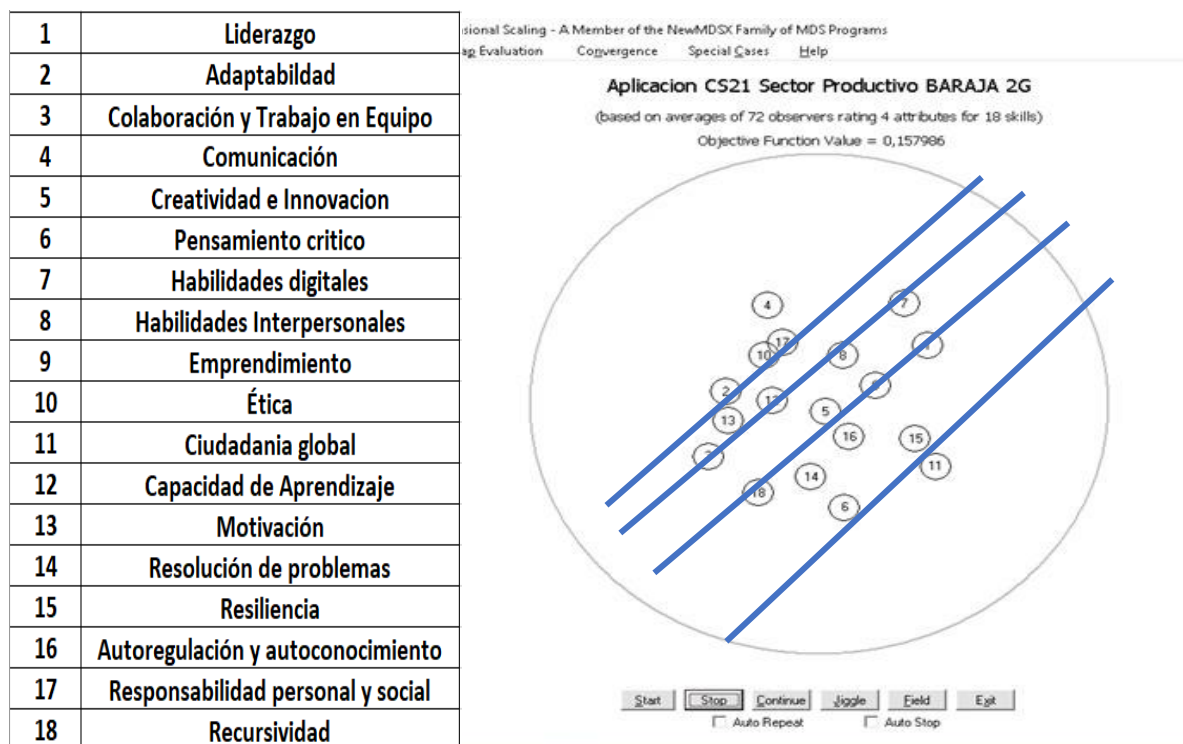 1 Liderazgo
2 Adaptabildad
3 Colaboración y Trabajo en Equipo
4 Comunicación
5 Creatividad e Innovacion
6 Pensamiento critico
7 Habilidades digitales
8 Habilidades Interpersonales
9 Emprendimiento
10 Ética
11 Ciudadania global
12 Capacidad de Aprendizaje
13 Motivación
14 Resolución de problemas
15 Resiliencia
16 Autoregulación y autoconocimiento
17 Responsabilidad personal y social
18 Recursividad
sional Scaling - A Member of the NewMDSX Family of MDS Programs
ap Evaluation Convergence Special Cases Help
Aplicacion CS21 Sector Productivo BARAJA 2G
(based on averages of 72 observers rating 4 attributes for 18 skills)
Objective Function Value = 0,157986
4
7
17
10
8
2
5
13
16
15
11
14
18
6
Start Stop Continue Jiggle Field Exit
Auto Repeat Auto Stop